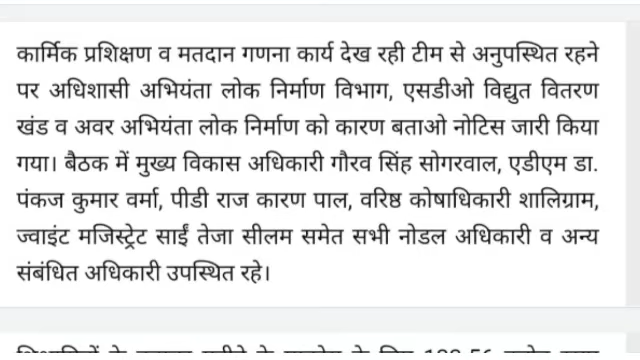 कार्मिक प्रशिक्षण व मतदान गणना कार्य देख रही टीम से अनुपस्थित रहने
पर अधिशासी अभियंता लोक निर्माण विभाग, एसडीओ विद्युत वितरण
खंड व अवर अभियंता लोक निर्माण को कारण बताओ नोटिस जारी किया
गया। बैठक में मुख्य विकास अधिकारी गौरव सिंह सोगरवाल, एडीएम डा.
पंकज कुमार वर्मा, पीडी राज कारण पाल, वरिष्ठ कोषाधिकारी शालिग्राम,
ज्वाइंट मजिस्ट्रेट साईं तेजा सीलम समेत सभी नोडल अधिकारी व अन्य
संबंधित अधिकारी उपस्थित रहे।